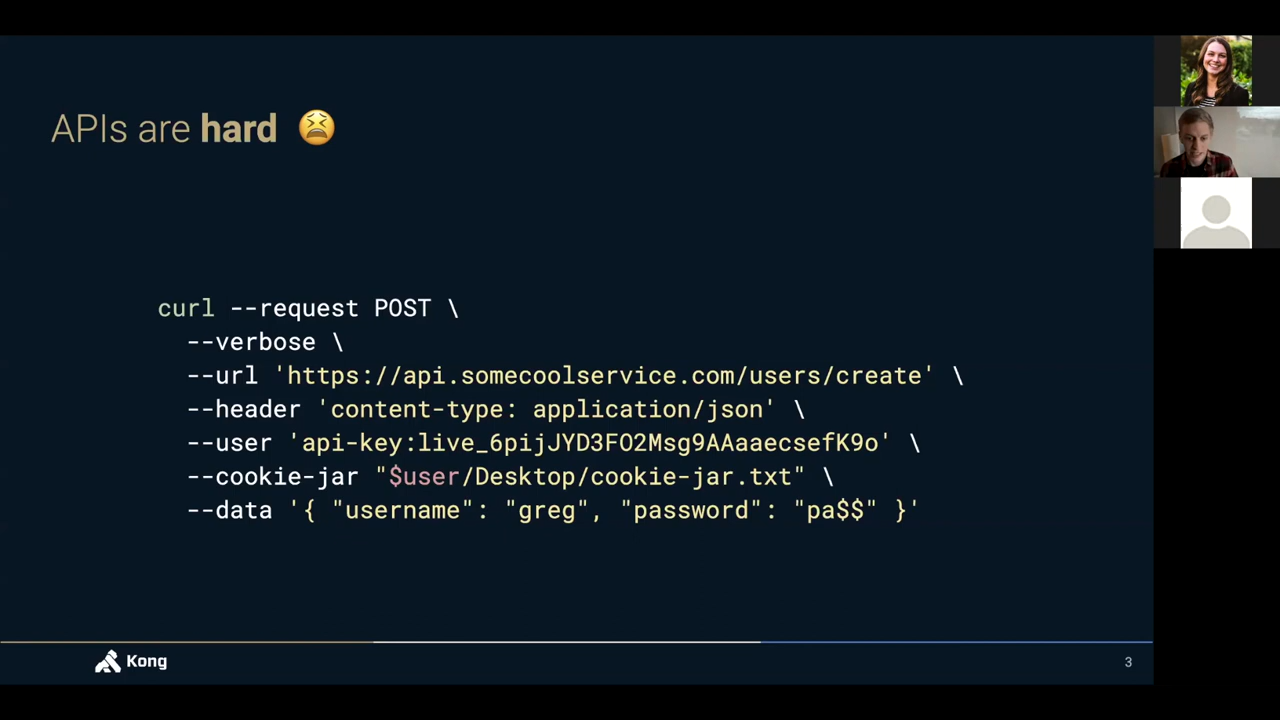 APIs are hard 😫
curl --request POST \
--verbose \
--url 'https://api.somecoolservice.com/users/create' \
--header 'content-type: application/json' \
--user 'api-key:live_6pijJYD3FO2Msg9AAaaecsefK9o' \
--cookie-jar "$user/Desktop/cookie-jar.txt" \
--data '{ "username": "greg", "password": "pa$$" }'
Kong
3